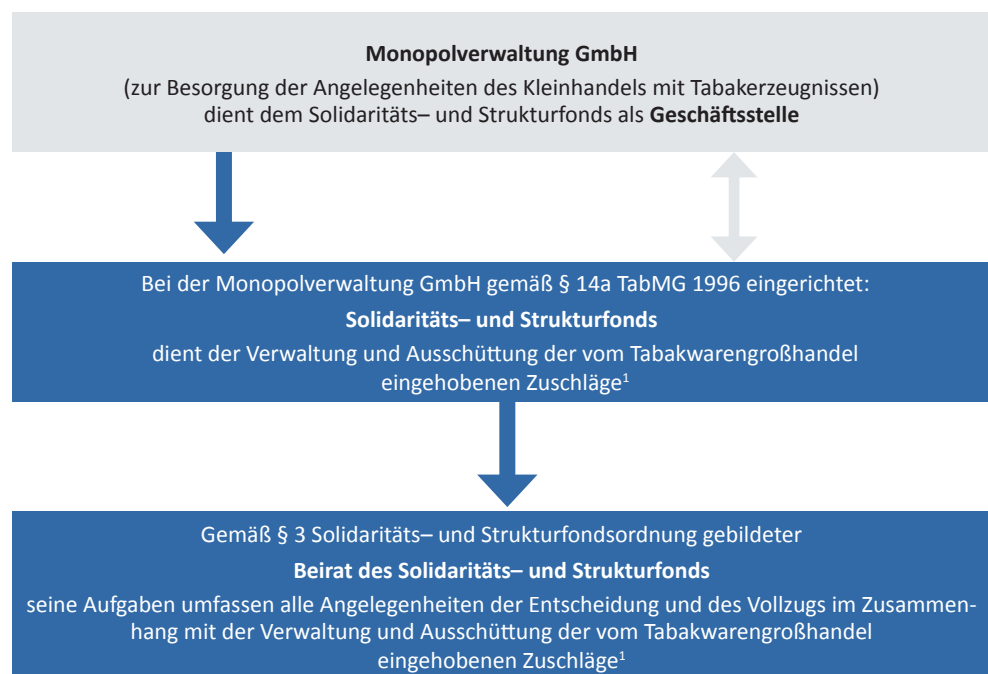 Monopolverwaltung GmbH
(zur Besorgung der Angelegenheiten des Kleinhandels mit Tabakerzeugnissen)
dient dem Solidaritäts– und Strukturfonds als Geschäftsstelle
Bei der Monopolverwaltung GmbH gemäß § 14a TabMG 1996 eingerichtet:
Solidaritäts– und Strukturfonds
dient der Verwaltung und Ausschüttung der vom Tabakwarengroßhandel
eingehobenen Zuschläge¹
Gemäß § 3 Solidaritäts– und Strukturfondsordnung gebildeter
Beirat des Solidaritäts– und Strukturfonds
seine Aufgaben umfassen alle Angelegenheiten der Entscheidung und des Vollzugs im Zusammen-
hang mit der Verwaltung und Ausschüttung der vom Tabakwarengroßhandel
eingehobenen Zuschläge¹